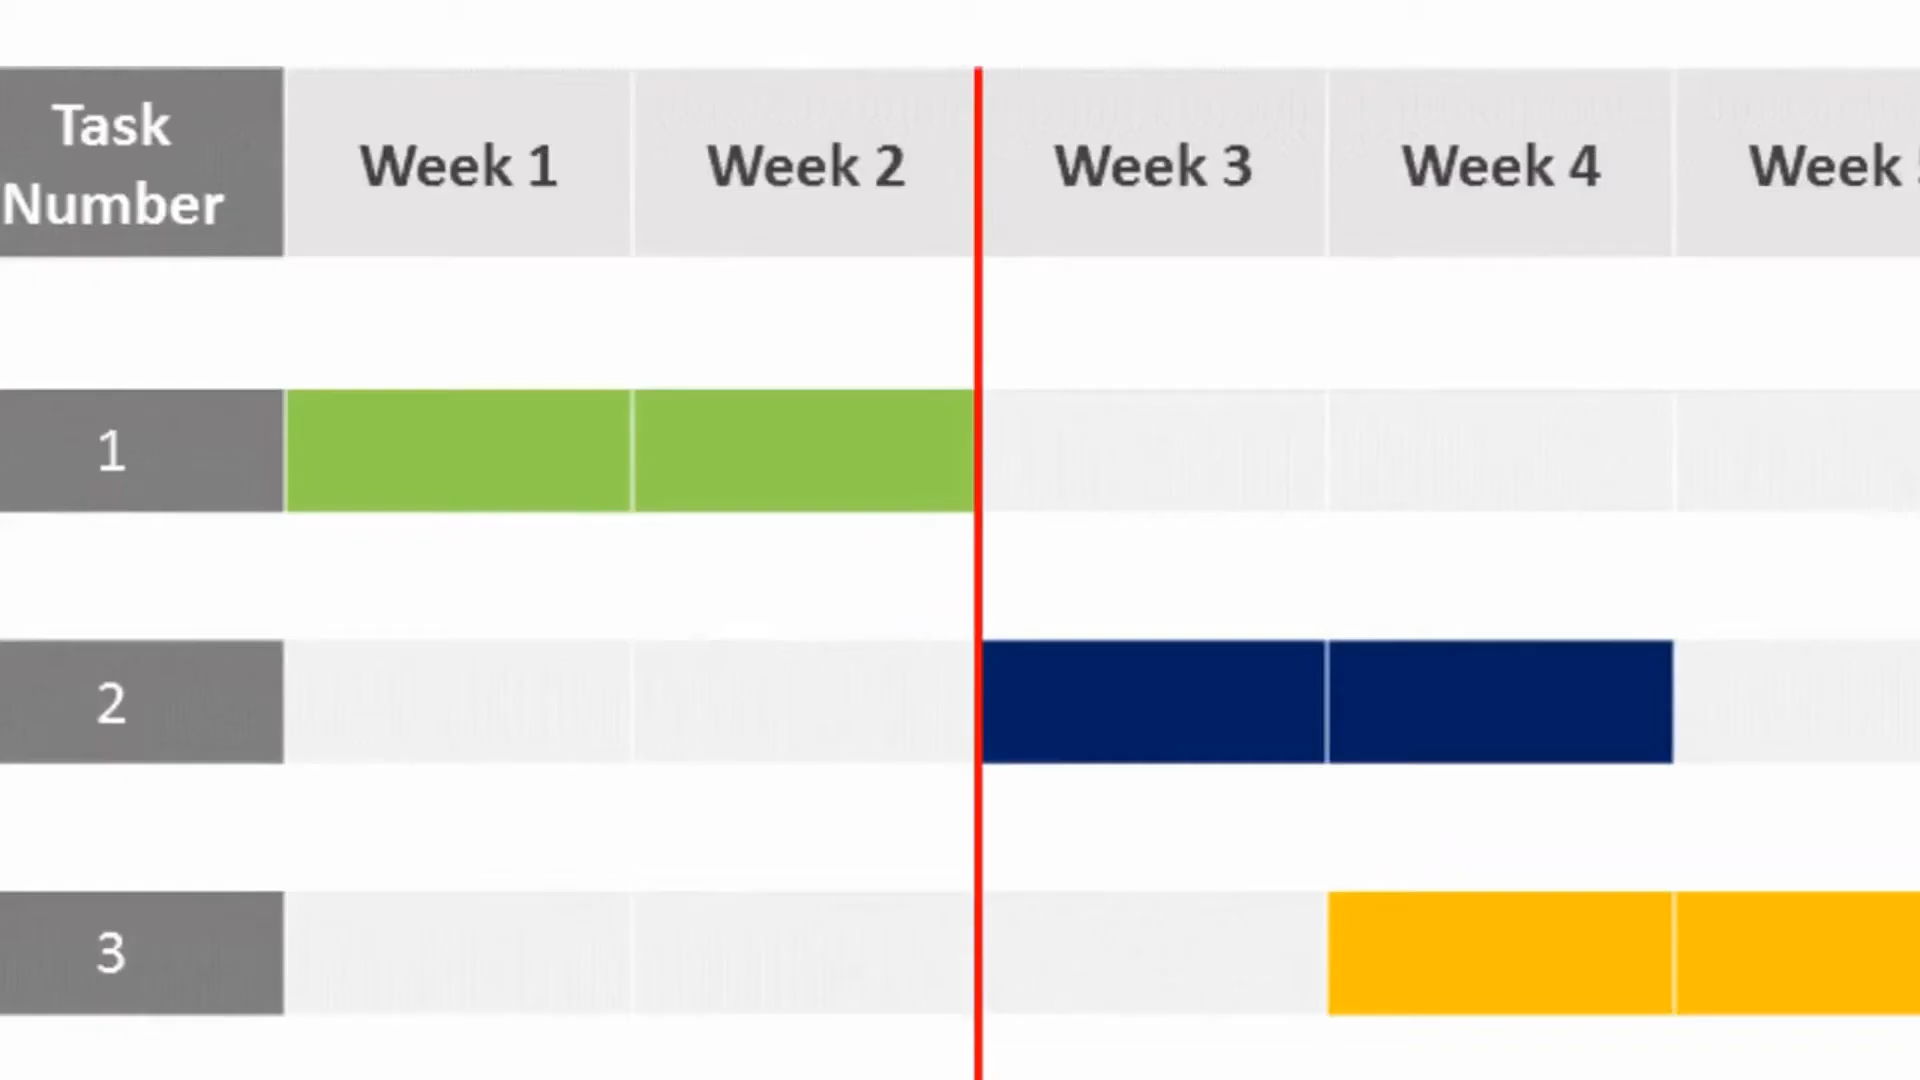 Task
Number
Week 1
Week 2
Week 3
Week 4
Week
1
2
3